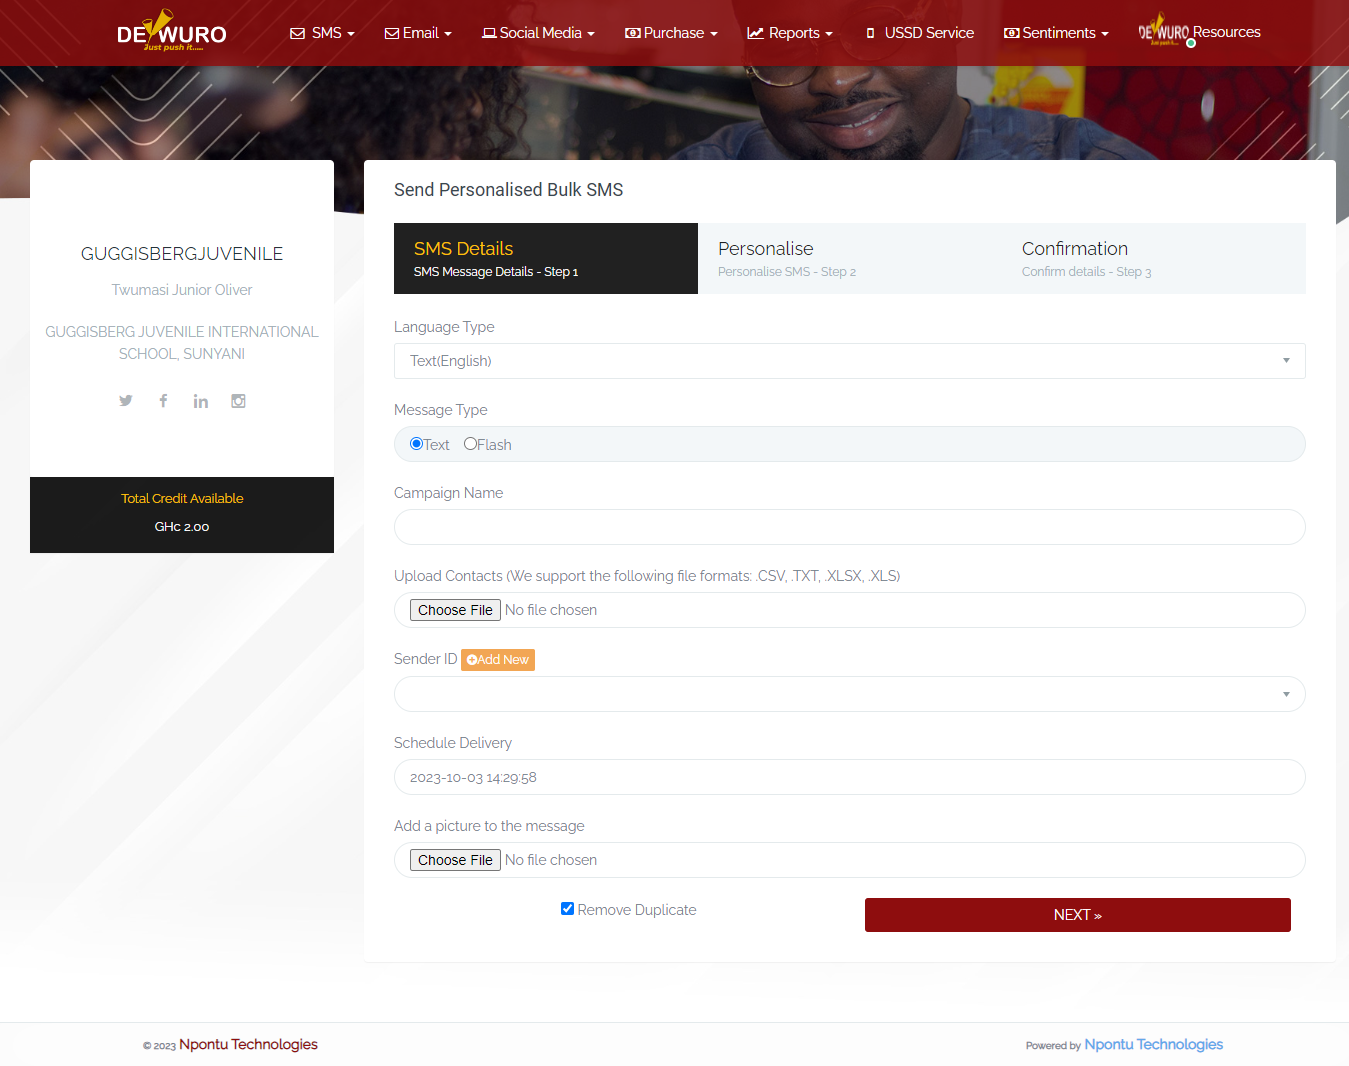 DEYWURO
Just push it.....
SMS
Email
Social Media
Purchase
Reports
USSD Service
Sentiments
DEYWURO
Just push it....
Resources
GUGGISBERGJUVENILE
Twumasi Junior Oliver
GUGGISBERG JUVENILE INTERNATIONAL
SCHOOL, SUNYANI
Total Credit Available
GHc 2.00
Send Personalised Bulk SMS
SMS Details
SMS Message Details - Step 1
Personalise
Personalise SMS - Step 2
Confirmation
Confirm details - Step 3
Language Type
Text(English)
Message Type
Text
Flash
Campaign Name
Upload Contacts (We support the following file formats: .CSV, .TXT, .XLSX, .XLS)
Choose File No file chosen
Sender ID Add New
Schedule Delivery
2023-10-03 14:29:58
Add a picture to the message
Choose File No file chosen
Remove Duplicate
NEXT »
© 2023 Npontu Technologies
Powered by Npontu Technologies